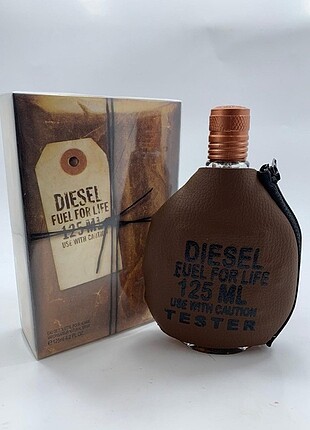 DIESEL
FUEL FOR LIFE
125 ML
USE WITH CAUTION
DIESEL
FUEL FOR LIFE
125 ML
USE WITH CAUTION
TESTER